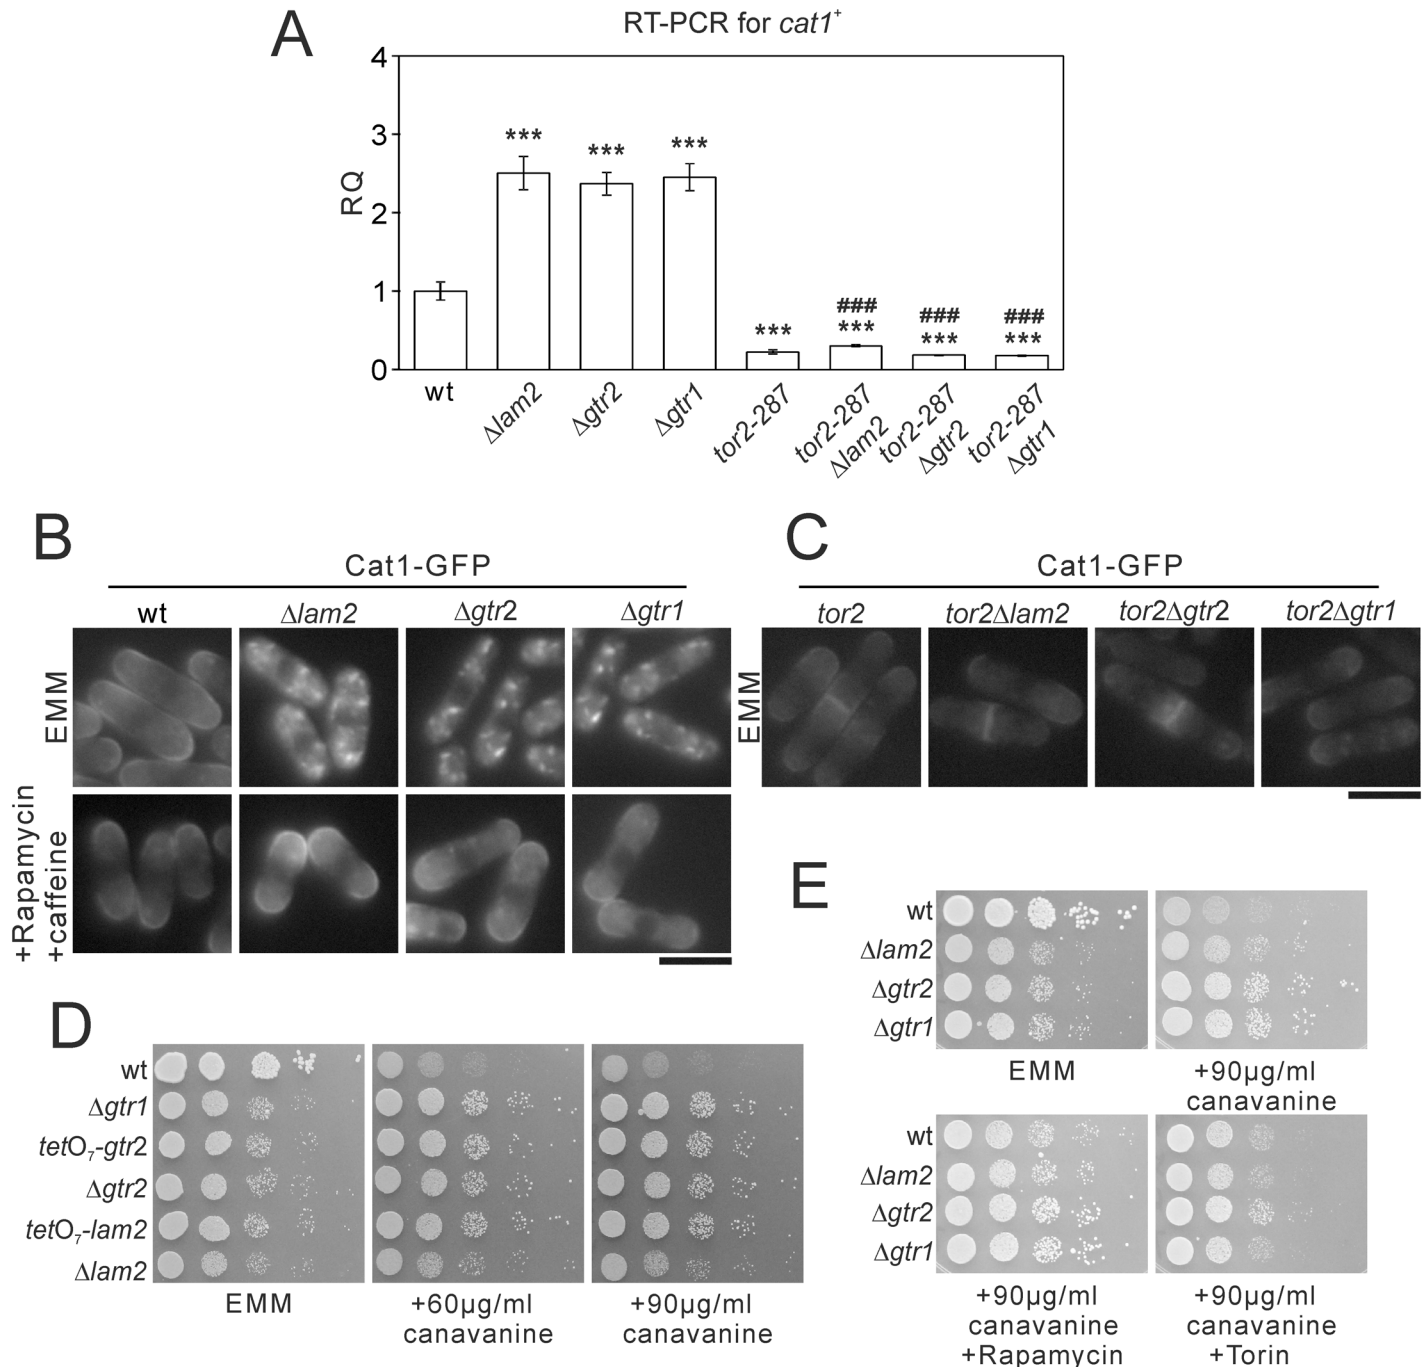 A
RT-PCR for cat1⁺
RQ
4
3
2
1
0
***
***
***
***
###
***
###
***
###
***
wt
Δlam2
Δgtr2
Δgtr1
tor2-287
tor2-287
Δlam2
tor2-287
Δgtr2
tor2-287
Δgtr1
B
Cat1-GFP
wt
Δlam2
Δgtr2
Δgtr1
EMM
+Rapamycin
+caffeine
C
Cat1-GFP
tor2
tor2Δlam2
tor2Δgtr2
tor2Δgtr1
EMM
D
wt
Δgtr1
tetO₇-gtr2
Δgtr2
tetO₇-lam2
Δlam2
EMM
+60µg/ml
canavanine
+90µg/ml
canavanine
E
wt
Δlam2
Δgtr2
Δgtr1
EMM
+90µg/ml
canavanine
wt
Δlam2
Δgtr2
Δgtr1
+90µg/ml
canavanine
+Rapamycin
+90µg/ml
canavanine
+Torin